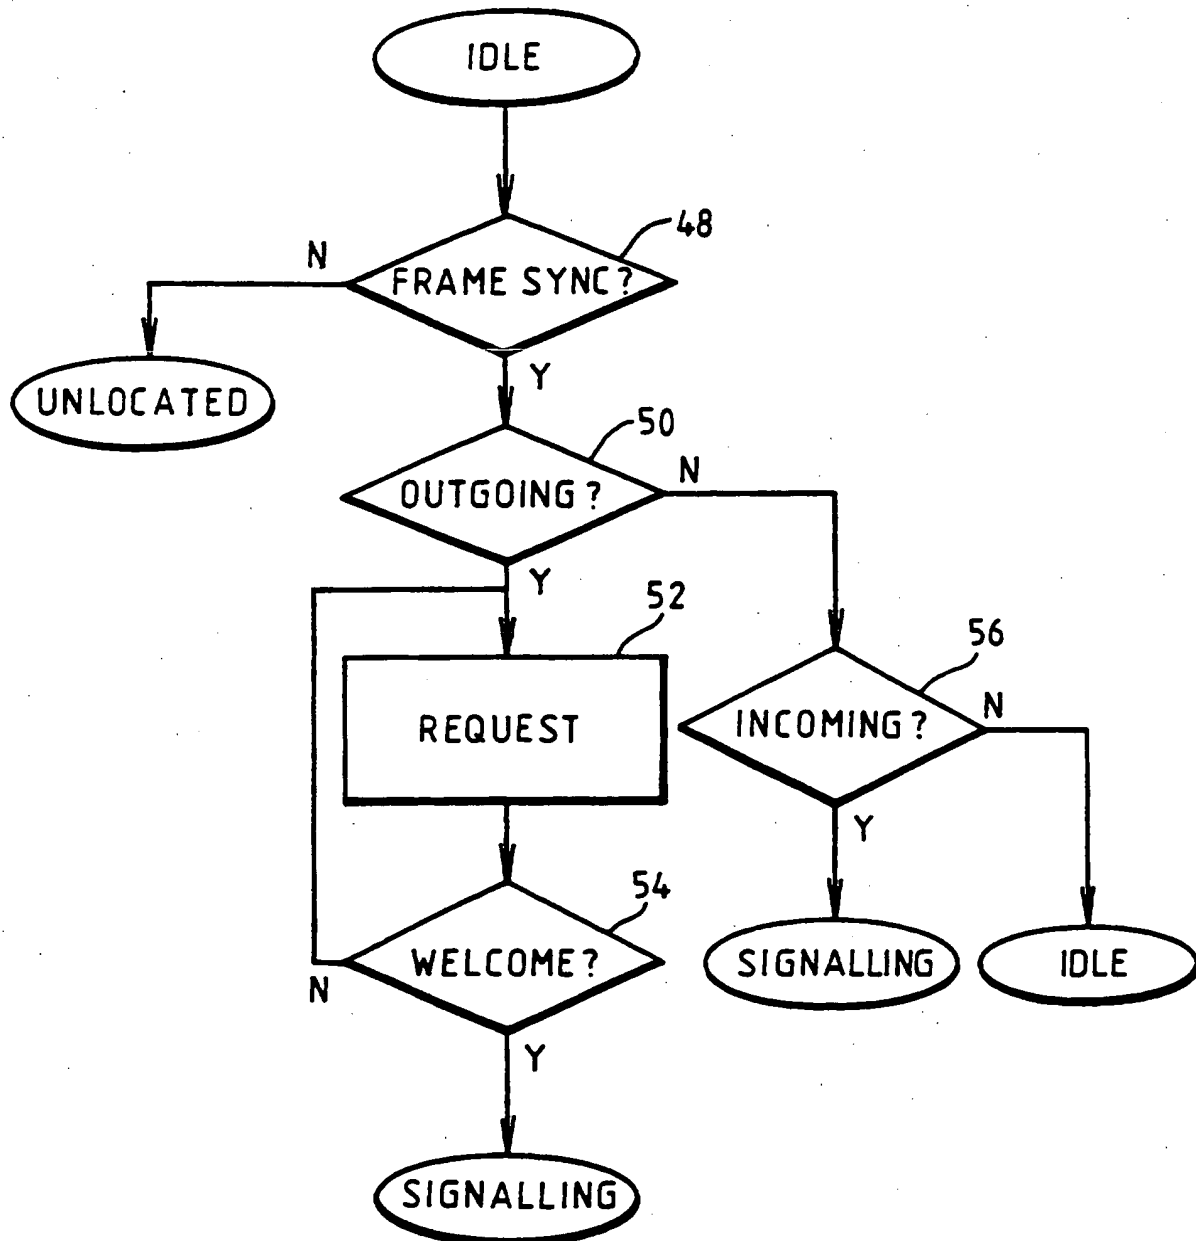 IDLE
48
N
FRAME SYNC?
Y
UNLOCATED
50
N
OUTGOING?
Y
52
56
N
REQUEST
INCOMING?
Y
54
WELCOME?
N
SIGNALLING
IDLE
Y
SIGNALLING